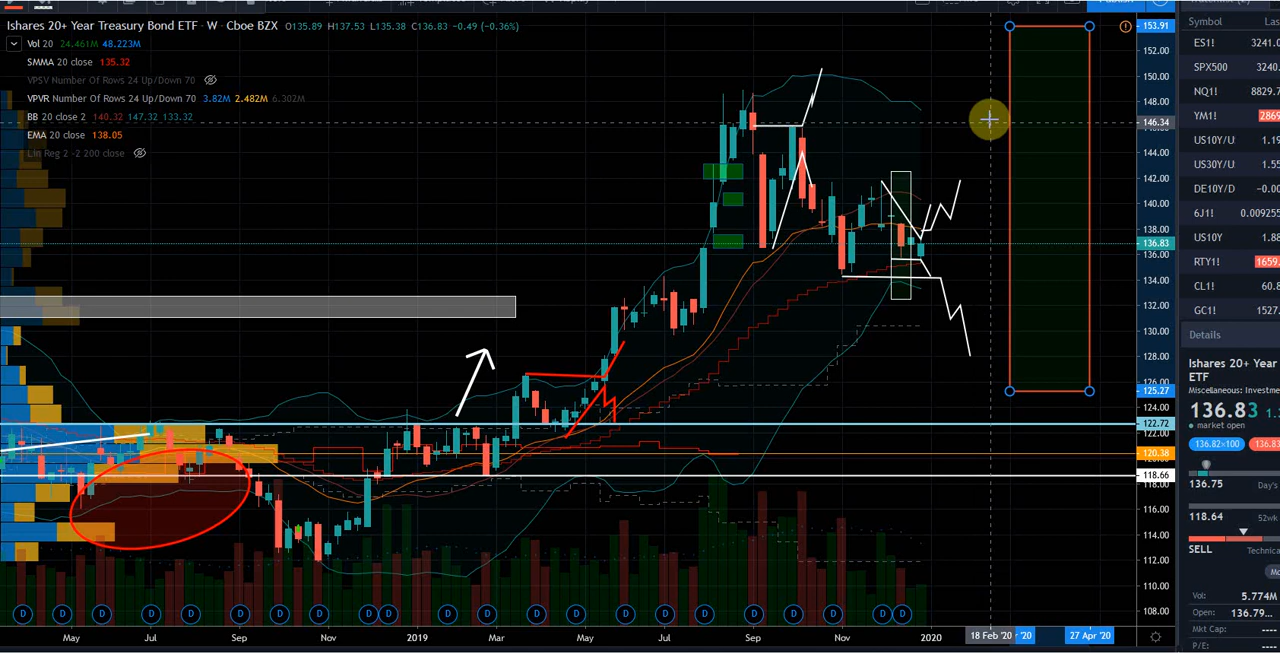 Ishares 20+ Year Treasury Bond ETF · W · Cboe BZX O135.89 H137.53 L135.38 C136.83 −0.49 (−0.36%)
Vol 20 24.461M 48.223M
SMMA 20 close 135.32
VPSV Number Of Rows 24 Up/Down 70
VPVR Number Of Rows 24 Up/Down 70 3.82M 2.482M 6.302M
BB 20 close 2 140.32 147.32 133.32
EMA 20 close 138.05
Lin Reg 2 -2 200 close
153.91
152.00
150.00
148.00
146.34
144.00
142.00
140.00
138.00
136.83
136.00
134.00
132.00
130.00
128.00
126.00
125.27
124.00
122.72
122.00
120.38
118.66
118.00
116.00
114.00
112.00
110.00
108.00
D D D D D D D D D D D D D D D D D D D D D D
May Jul Sep Nov 2019 Mar May Jul Sep Nov 2020 18 Feb '20 '20 27 Apr '20
Symbol Las
ES1! 3241.0
SPX500 3240.
NQ1! 8829.7
YM1! 2869
US10Y/U 1.19
US30Y/U 1.55
DE10Y/D −0.00
6J1! 0.009255
US10Y 1.88
RTY1! 1659.
CL1! 60.8
GC1! 1527.
Details
Ishares 20+ Year
ETF
Miscellaneous: Investme
136.83
market open
136.82×100 136.83
136.75 Day's
118.64 52wk
SELL Technica
Mo
Vol: 5.774M
Open: 136.79...
Mkt Cap: ----
P/E: ----